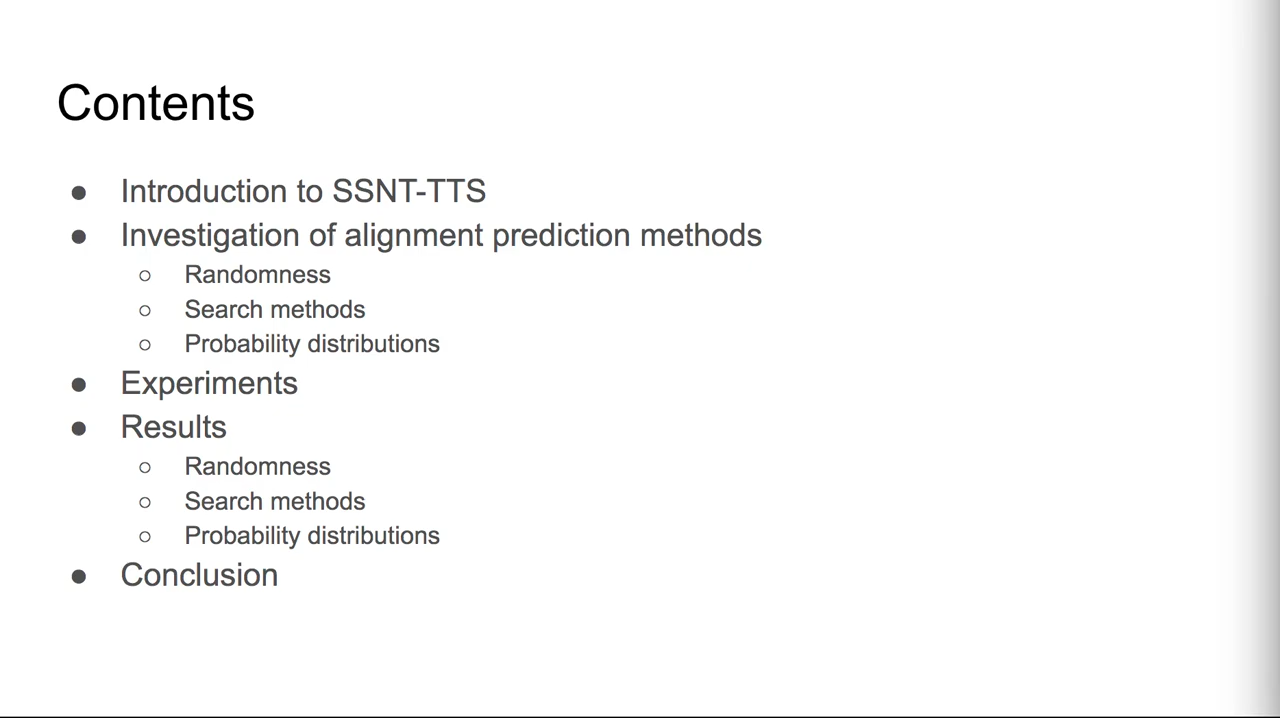 Contents
● Introduction to SSNT-TTS
● Investigation of alignment prediction methods
○ Randomness
○ Search methods
○ Probability distributions
● Experiments
● Results
○ Randomness
○ Search methods
○ Probability distributions
● Conclusion